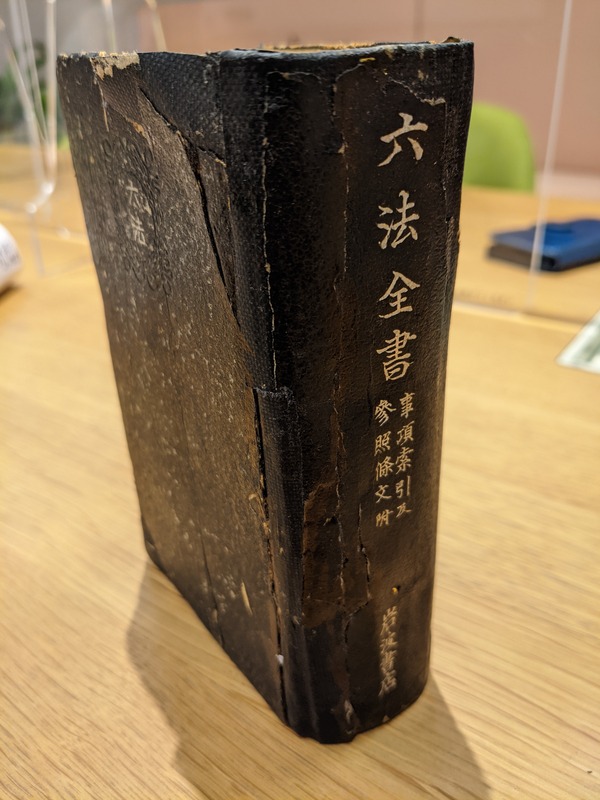 六法全書
事項索引及
參照條文附
岩波書店
六法